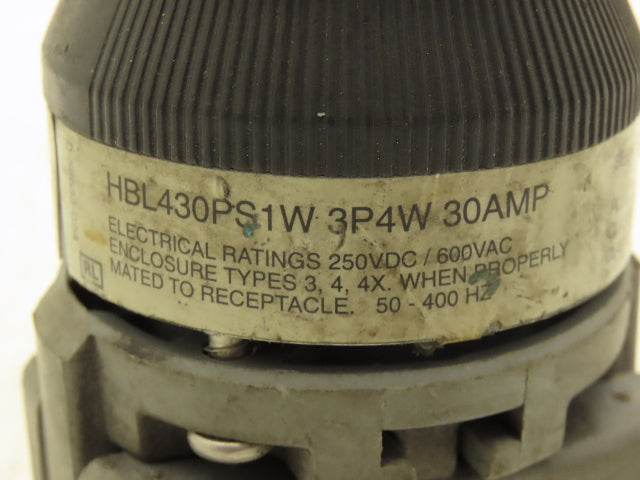 HBL430PS1W 3P4W 30AMP
ELECTRICAL RATINGS 250VDC / 600VAC
ENCLOSURE TYPES 3, 4, 4X. WHEN PROPERLY
MATED TO RECEPTACLE. 50 - 400 HZ